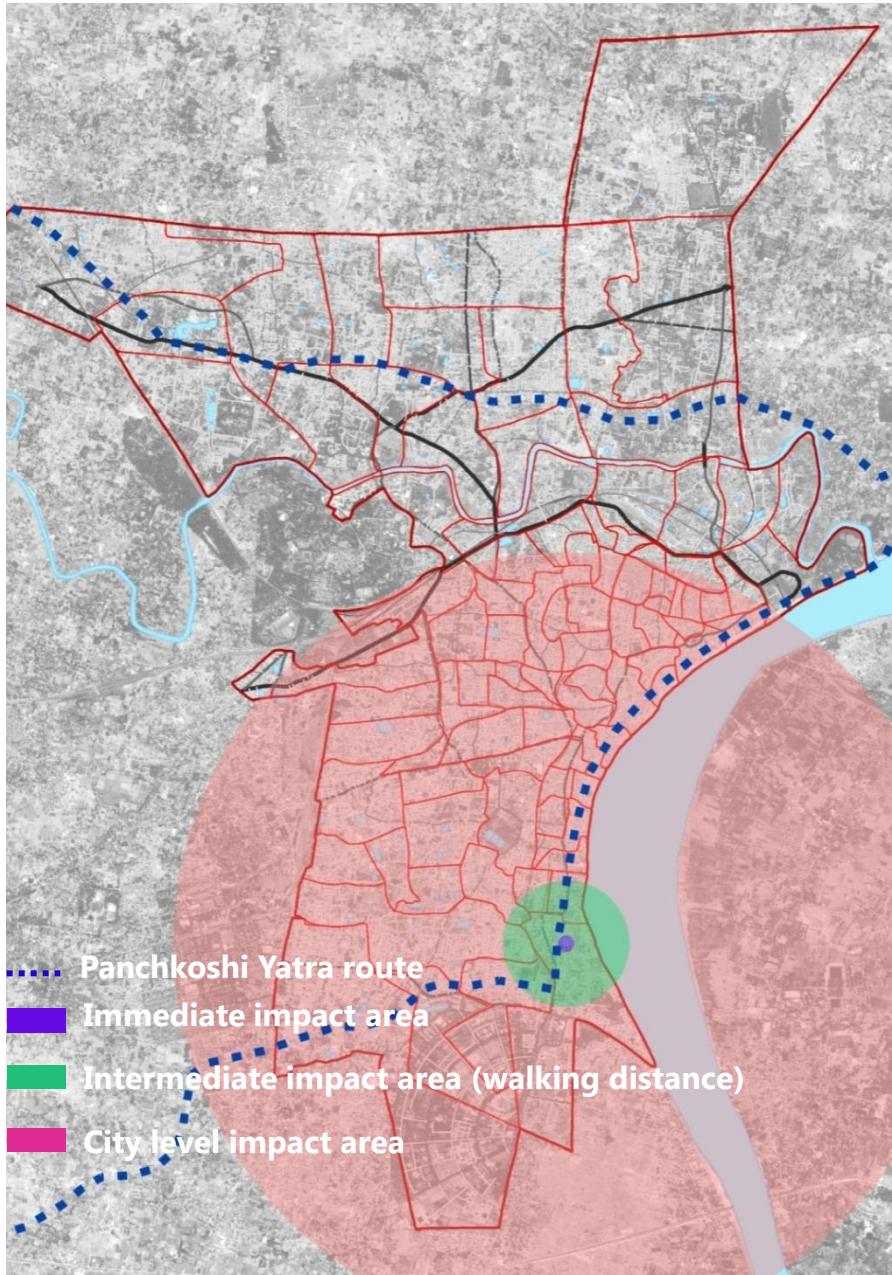 Panchkoshi Yatra route
Immediate impact area
Intermediate impact area (walking distance)
City level impact area